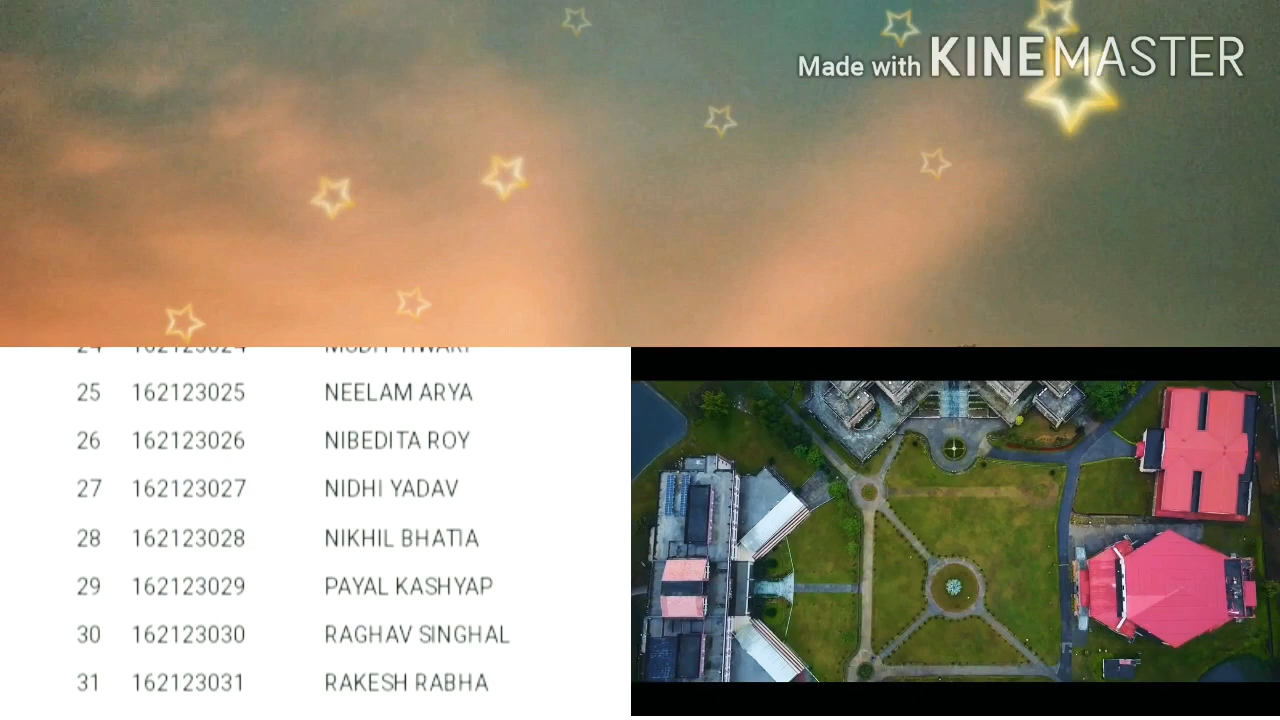 Made with KINEMASTER
25 162123025 NEELAM ARYA
26 162123026 NIBEDITA ROY
27 162123027 NIDHI YADAV
28 162123028 NIKHIL BHATIA
29 162123029 PAYAL KASHYAP
30 162123030 RAGHAV SINGHAL
31 162123031 RAKESH RABHA